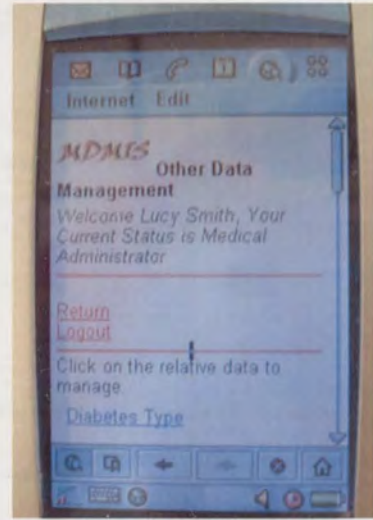 Internet Edit
MDMIS
Other Data
Management
Welcome Lucy Smith, Your
Current Status is Medical
Administrator
Return
Logout
Click on the relative data to
manage.
Diabetes Type